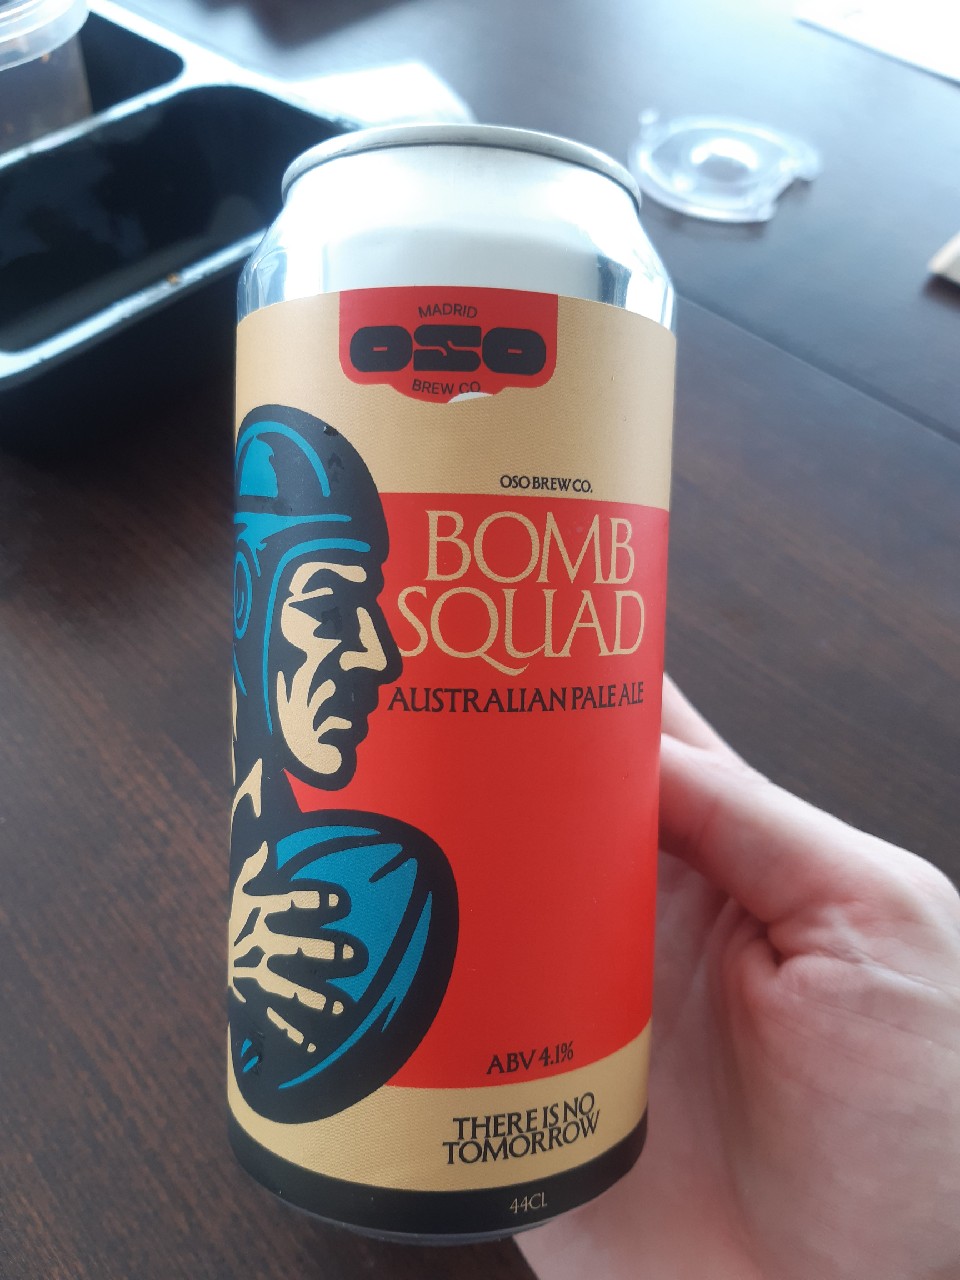 MADRID
OSO
BREW CO
OSO BREW CO.
BOMB
SQUAD
AUSTRALIAN PALE ALE
ABV 4.1%
THERE IS NO
TOMORROW
44CL